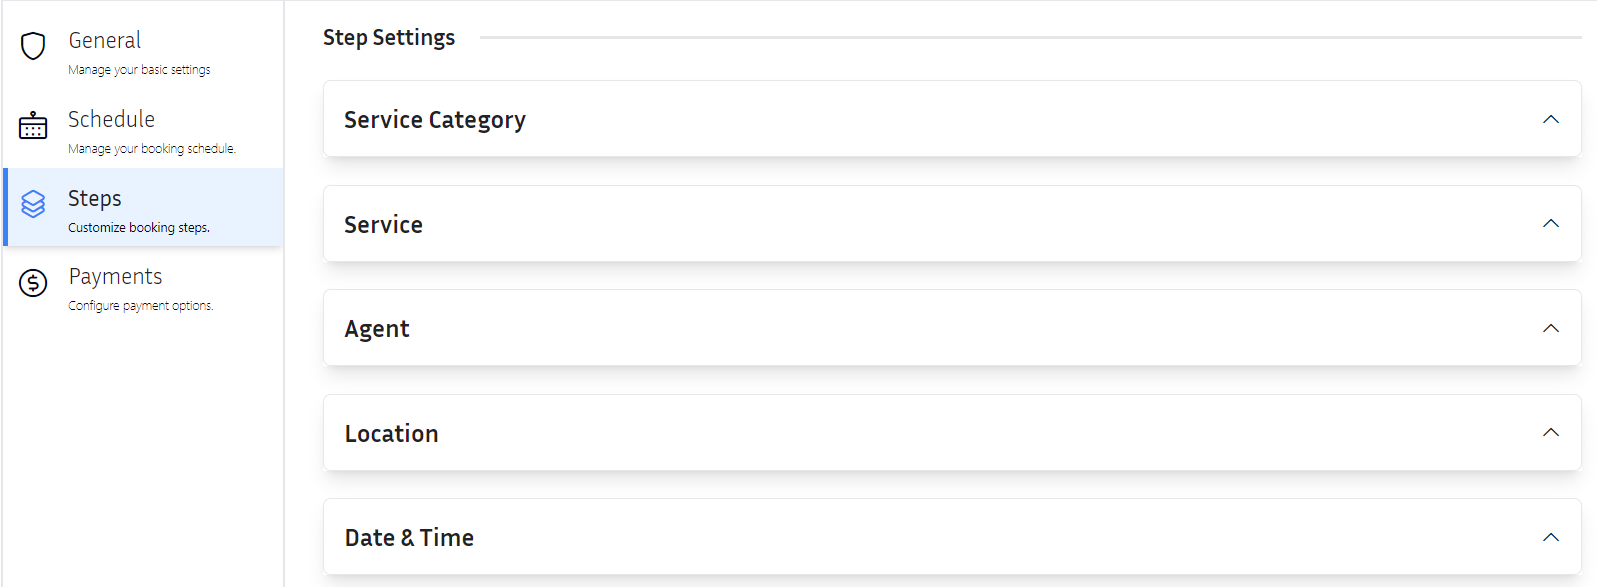 General
Manage your basic settings
Schedule
Manage your booking schedule.
Steps
Customize booking steps.
Payments
Configure payment options.
Step Settings
Service Category
Service
Agent
Location
Date & Time